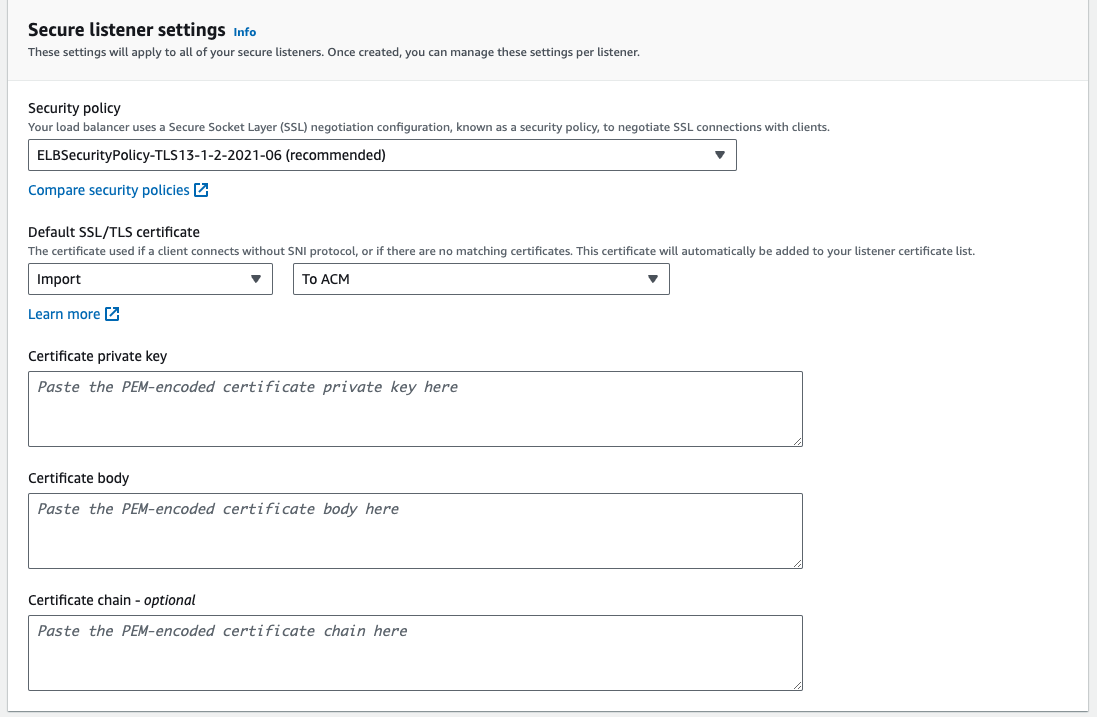 Secure listener settings Info
These settings will apply to all of your secure listeners. Once created, you can manage these settings per listener.
Security policy
Your load balancer uses a Secure Socket Layer (SSL) negotiation configuration, known as a security policy, to negotiate SSL connections with clients.
ELBSecurityPolicy-TLS13-1-2-2021-06 (recommended)
Compare security policies
Default SSL/TLS certificate
The certificate used if a client connects without SNI protocol, or if there are no matching certificates. This certificate will automatically be added to your listener certificate list.
Import To ACM
Learn more
Certificate private key
Paste the PEM-encoded certificate private key here
Certificate body
Paste the PEM-encoded certificate body here
Certificate chain - optional
Paste the PEM-encoded certificate chain here